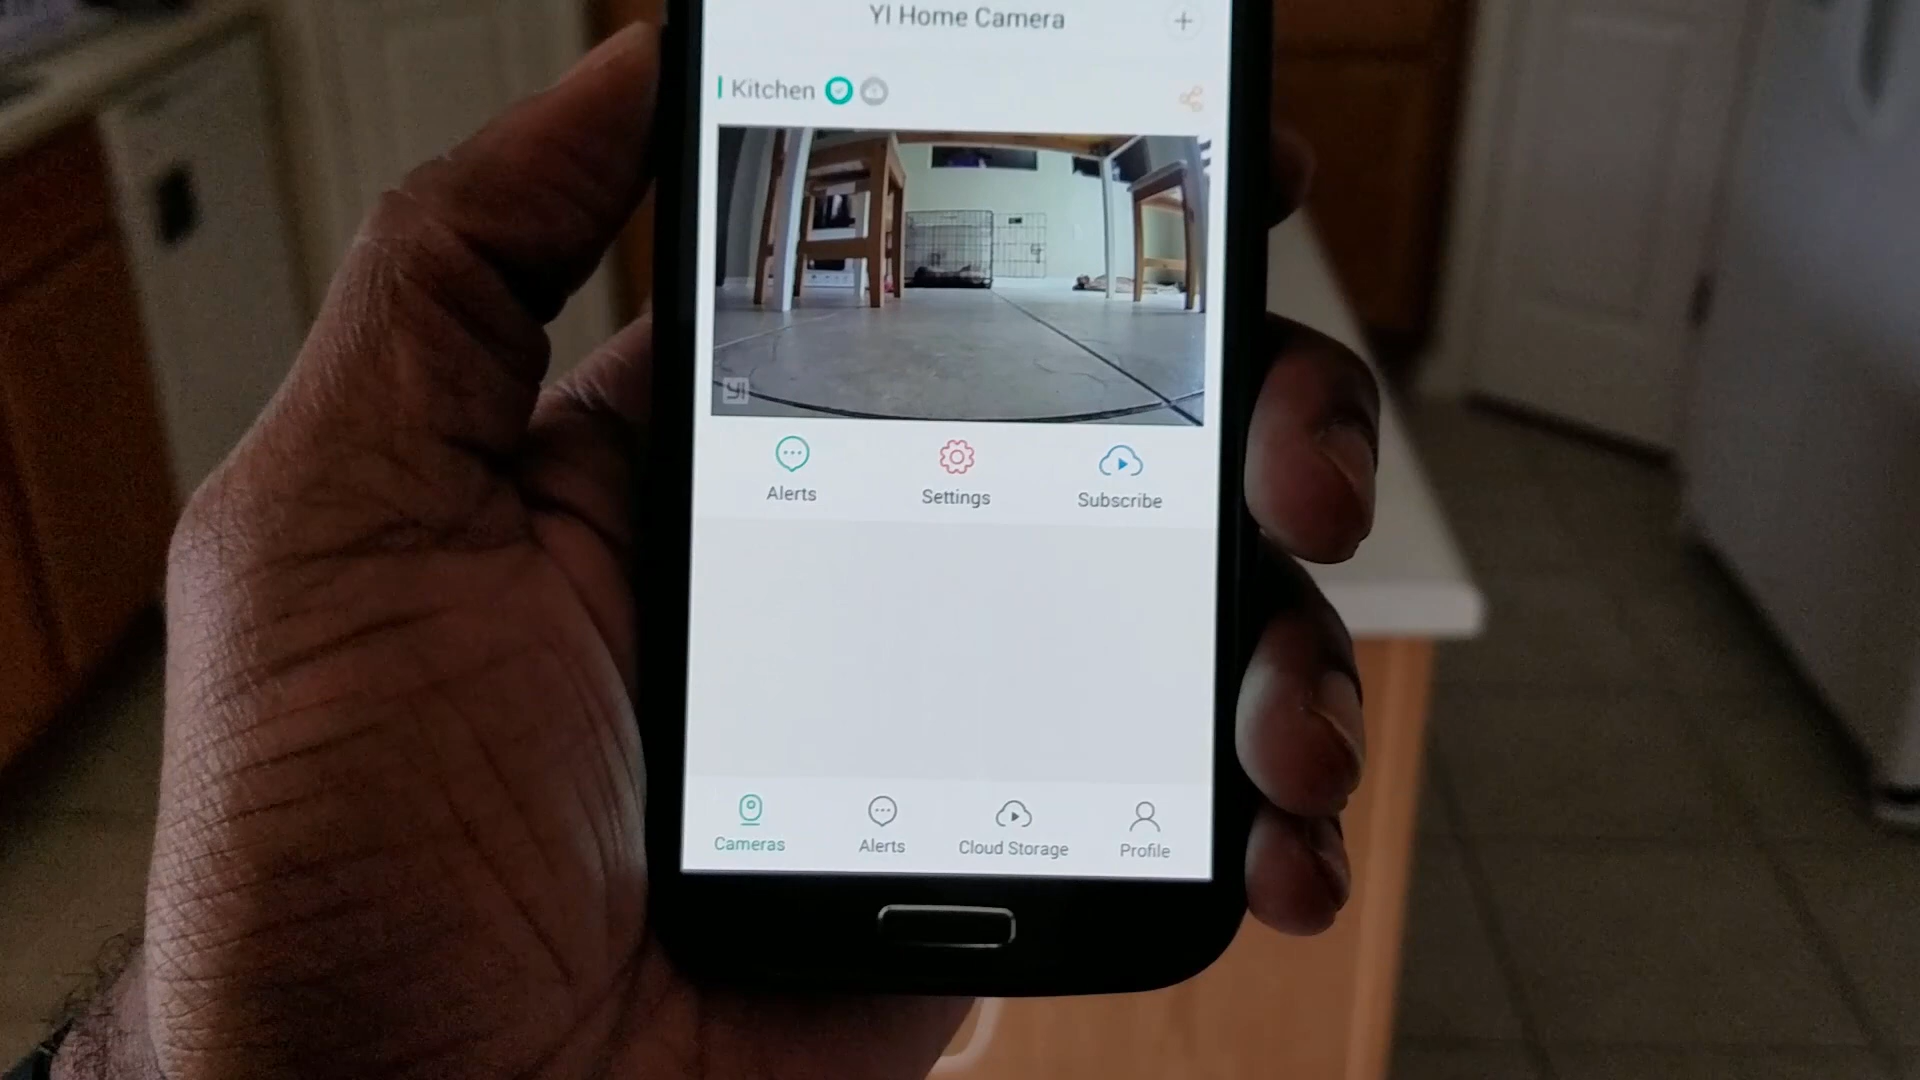 YI Home Camera
Kitchen
YI
Alerts
Settings
Subscribe
Cameras
Alerts
Cloud Storage
Profile